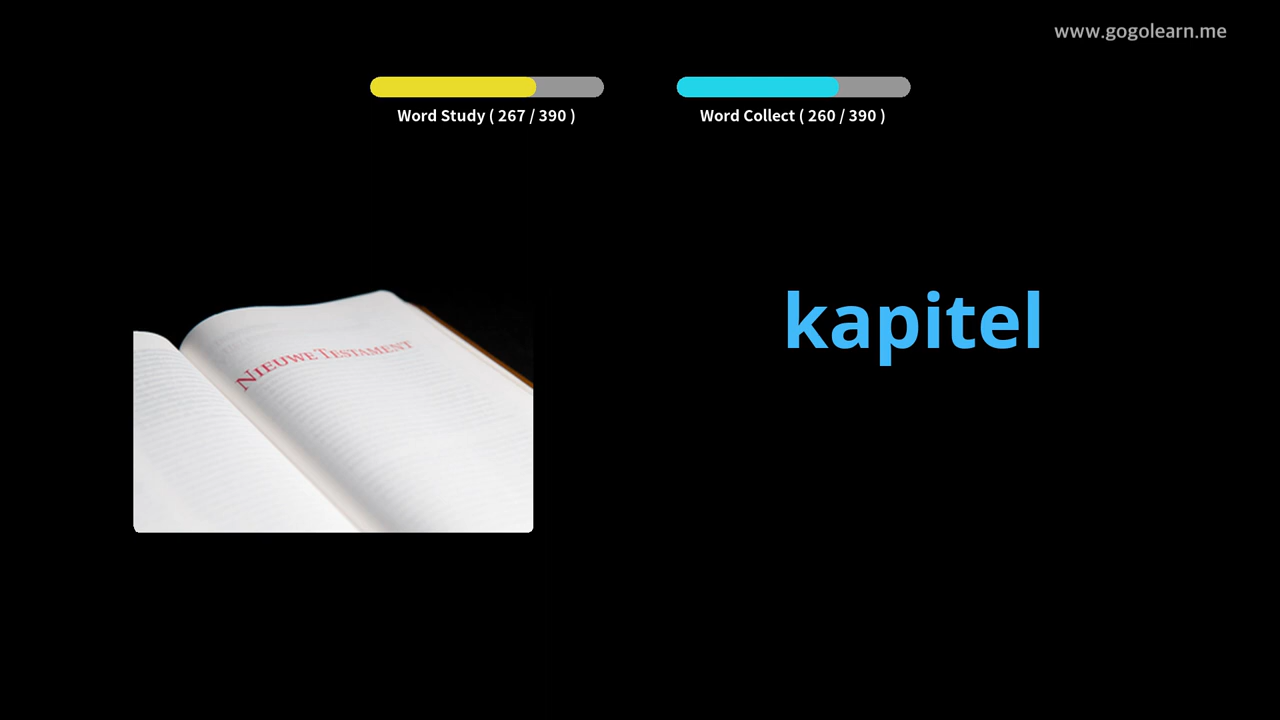 www.gogolearn.me
Word Study ( 267 / 390 )
Word Collect ( 260 / 390 )
kapitel
NIEUWE TESTAMENT